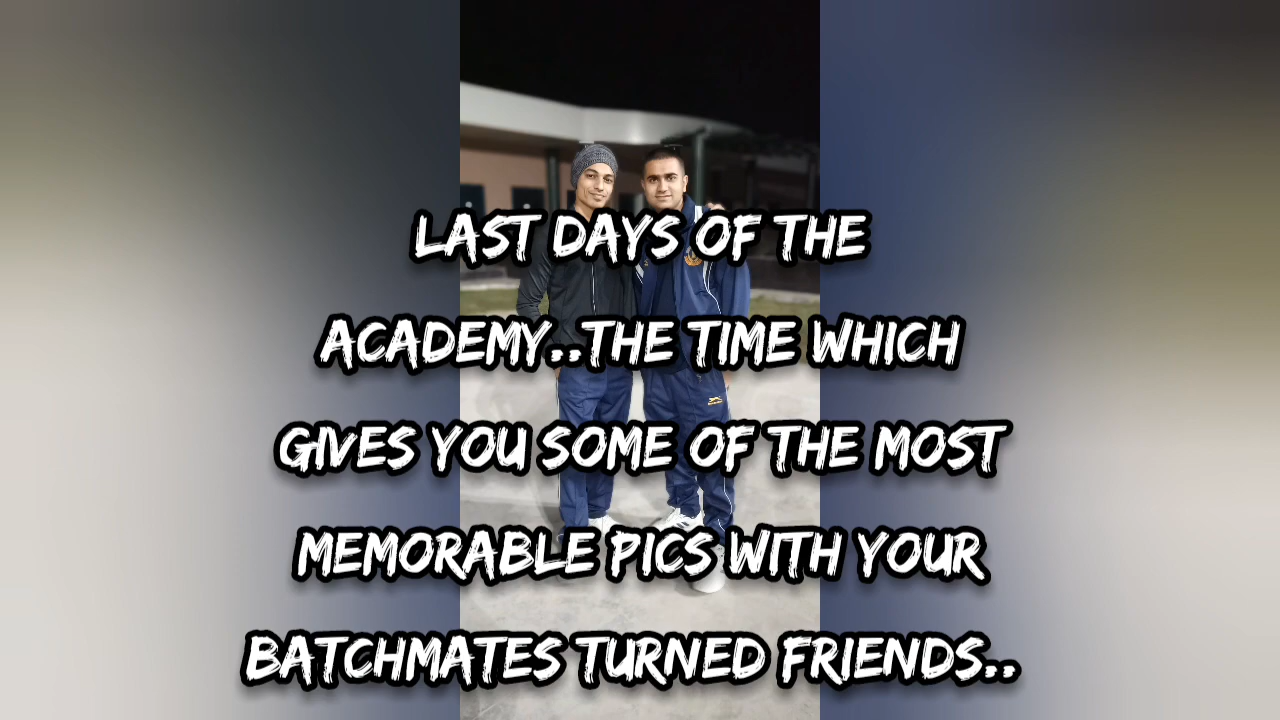 LAST DAYS OF THE
ACADEMY..THE TIME WHICH
GIVES YOU SOME OF THE MOST
MEMORABLE PICS WITH YOUR
BATCHMATES TURNED FRIENDS..